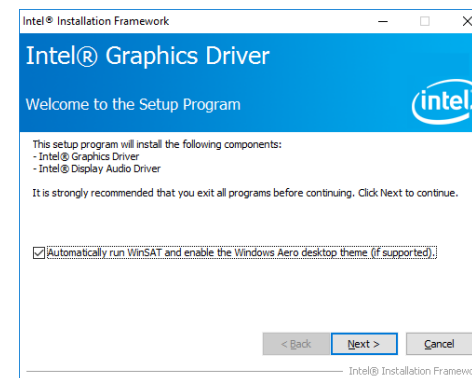 Intel® Installation Framework
Intel® Graphics Driver
Welcome to the Setup Program
intel
This setup program will install the following components:
- Intel® Graphics Driver
- Intel® Display Audio Driver
It is strongly recommended that you exit all programs before continuing. Click Next to continue.
Automatically run WinSAT and enable the Windows Aero desktop theme (if supported).
< Back Next > Cancel
Intel® Installation Framewo